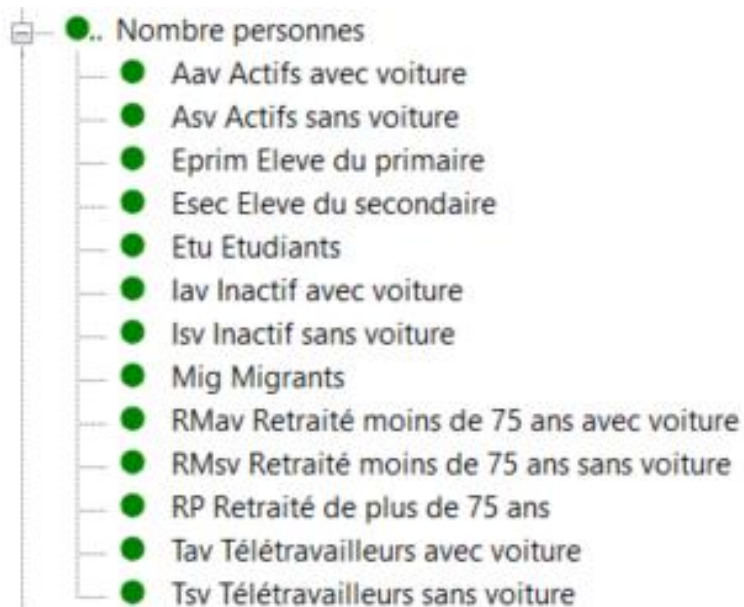 Nombre personnes
Aav Actifs avec voiture
Asv Actifs sans voiture
Eprim Eleve du primaire
Esec Eleve du secondaire
Etu Etudiants
Iav Inactif avec voiture
Isv Inactif sans voiture
Mig Migrants
RMav Retraité moins de 75 ans avec voiture
RMsv Retraité moins de 75 ans sans voiture
RP Retraité de plus de 75 ans
Tav Télétravailleurs avec voiture
Tsv Télétravailleurs sans voiture